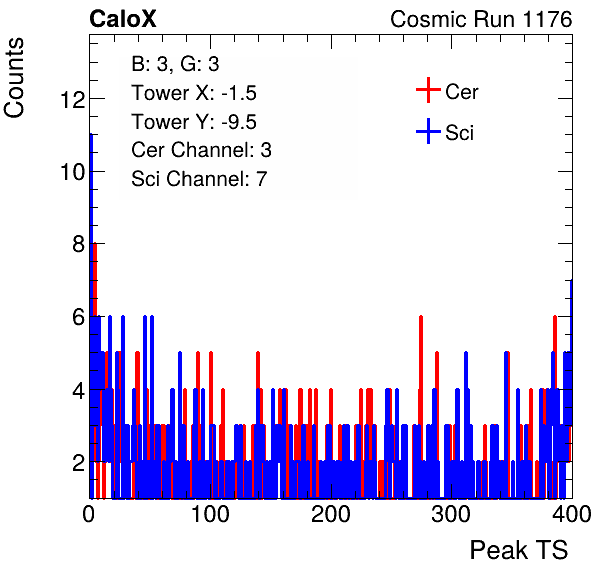 CaloX
Cosmic Run 1176
Counts
B: 3, G: 3
Tower X: -1.5
Tower Y: -9.5
Cer Channel: 3
Sci Channel: 7
Cer
Sci
12
10
8
6
4
2
0
100
200
300
400
Peak TS